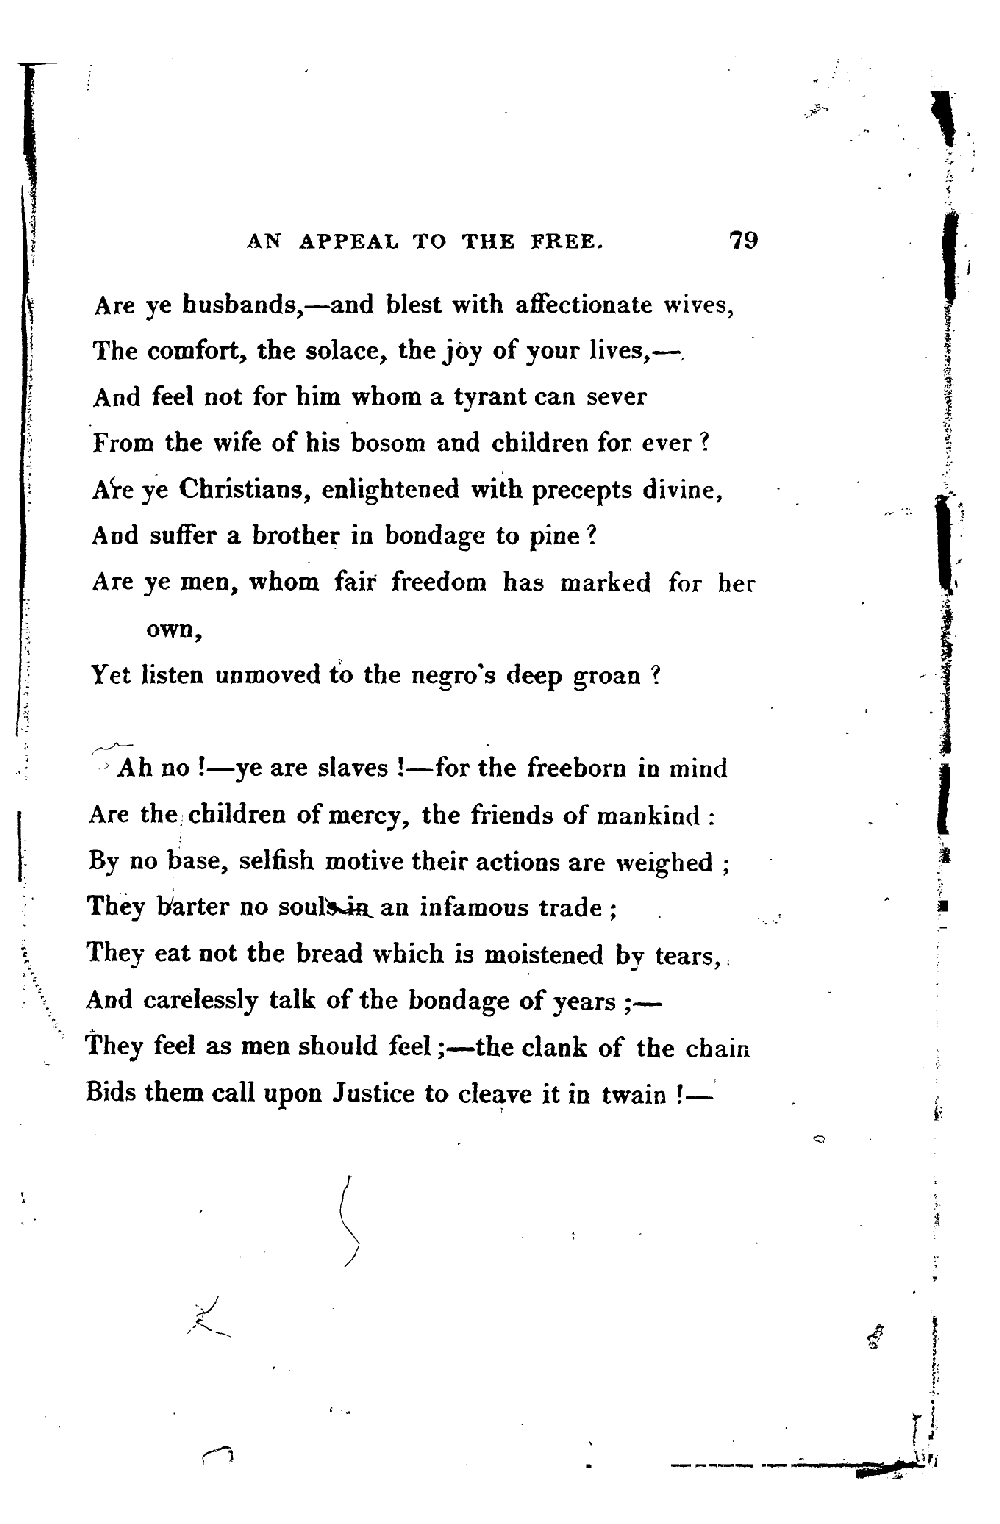 AN APPEAL TO THE FREE. 79
Are ye husbands,—and blest with affectionate wives,
The comfort, the solace, the joy of your lives,—
And feel not for him whom a tyrant can sever
From the wife of his bosom and children for ever ?
Are ye Christians, enlightened with precepts divine,
And suffer a brother in bondage to pine ?
Are ye men, whom fair freedom has marked for her
own,
Yet listen unmoved to the negro's deep groan ?
Ah no !—ye are slaves !—for the freeborn in mind
Are the children of mercy, the friends of mankind :
By no base, selfish motive their actions are weighed ;
They barter no souls in an infamous trade ;
They eat not the bread which is moistened by tears,
And carelessly talk of the bondage of years ;—
They feel as men should feel ;—the clank of the chain
Bids them call upon Justice to cleave it in twain !—